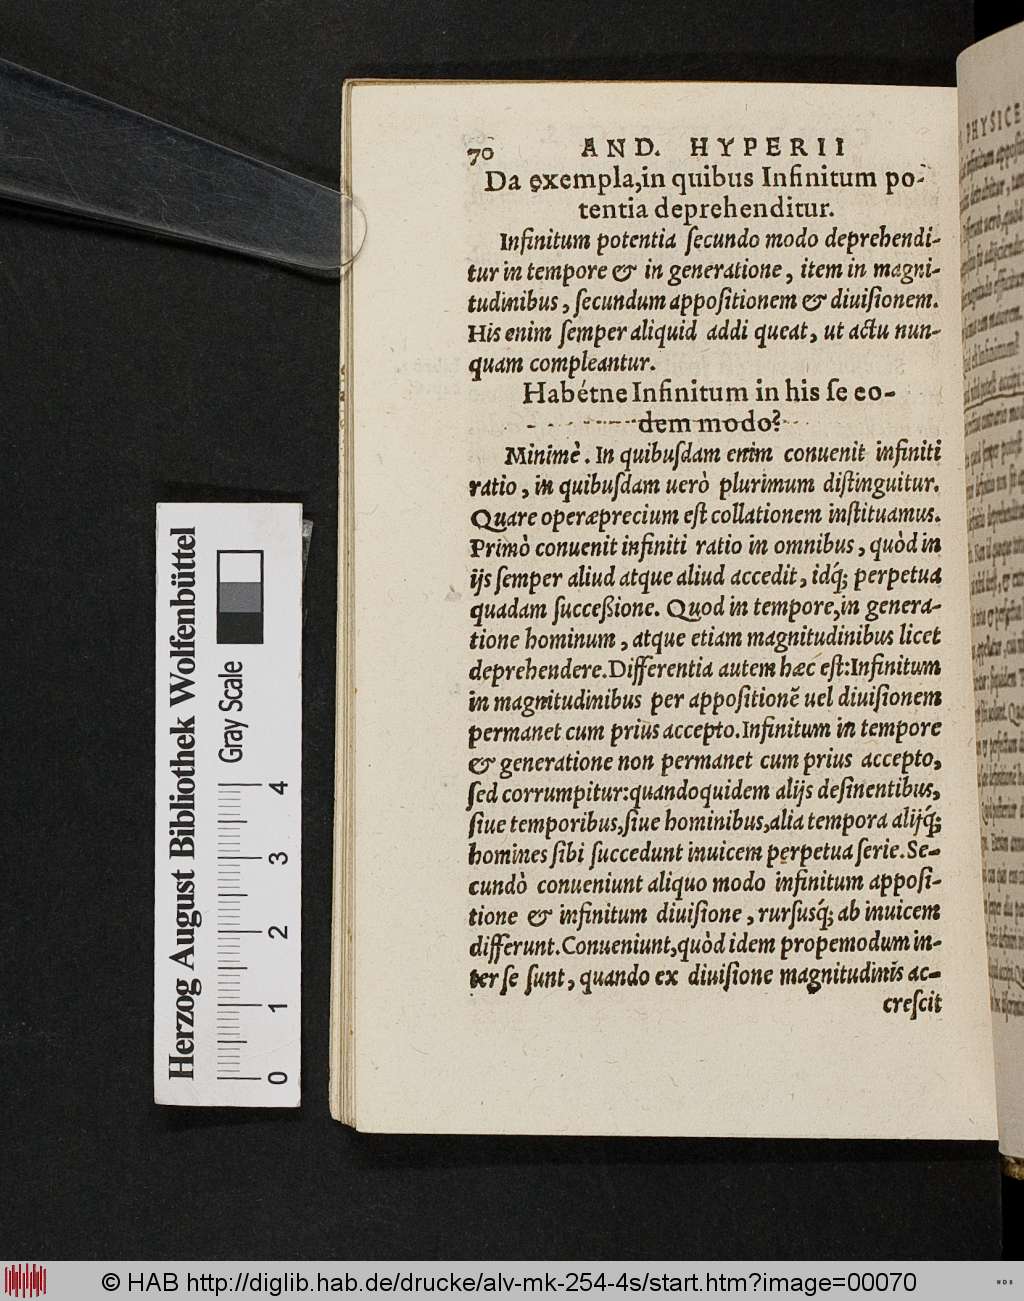 70 AND. HYPERII
Da exempla, in quibus Infinitum po-
tentia deprehenditur.
Infinitum potentia ſecundo modo deprehendi-
tur in tempore & in generatione, item in magni-
tudinibus, ſecundum appoſitionem & diuiſionem.
His enim ſemper aliquid addi queat, ut actu nun-
quam compleantur.
Habétne Infinitum in his ſe eo-
dem modo?
Minimè. In quibuſdam enim conuenit infiniti
ratio, in quibuſdam uerò plurimum diſtinguitur.
Quare operæprecium eſt collationem inſtituamus.
Primò conuenit infiniti ratio in omnibus, quòd in
ijs ſemper aliud atque aliud accedit, idq́; perpetua
quadam ſucceßione. Quod in tempore, in genera-
tione hominum, atque etiam magnitudinibus licet
deprehendere. Differentia autem hæc eſt: Infinitum
in magnitudinibus per appoſitionẽ uel diuiſionem
permanet cum prius accepto. Infinitum in tempore
& generatione non permanet cum prius accepto,
ſed corrumpitur: quandoquidem alijs deſinentibus,
ſiue temporibus, ſiue hominibus, alia tempora alijq́;
homines ſibi ſuccedunt inuicem perpetua ſerie. Se-
cundò conueniunt aliquo modo infinitum appoſi-
tione & infinitum diuiſione, rurſusq́; ab inuicem
differunt. Conueniunt, quòd idem propemodum in-
ter ſe ſunt, quando ex diuiſione magnitudinis ac-
creſcit
PHYSICE
Herzog August Bibliothek Wolfenbüttel
Gray Scale
0 1 2 3 4
© HAB http://diglib.hab.de/drucke/alv-mk-254-4s/start.htm?image=00070